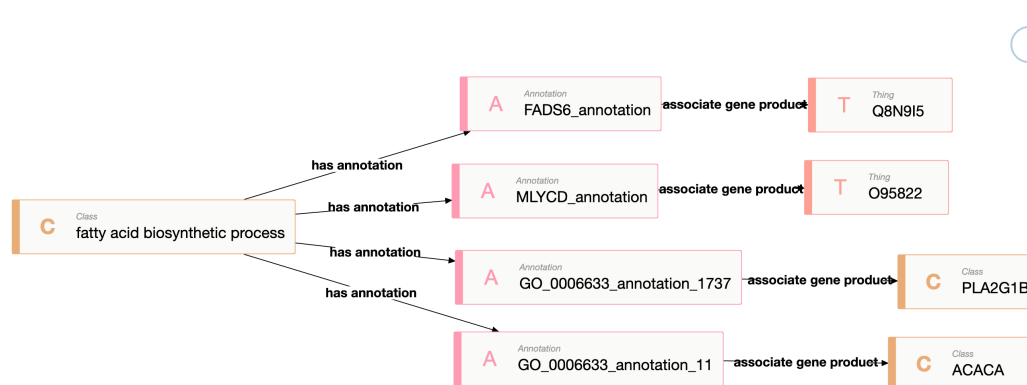 Annotation
A FADS6_annotation
associate gene product
Thing
T Q8N9I5
has annotation
Annotation
A MLYCD_annotation
associate gene product
Thing
T O95822
has annotation
Class
C fatty acid biosynthetic process
has annotation
Annotation
A GO_0006633_annotation_1737
associate gene product
Class
C PLA2G1B
has annotation
Annotation
A GO_0006633_annotation_11
associate gene product
Class
C ACACA